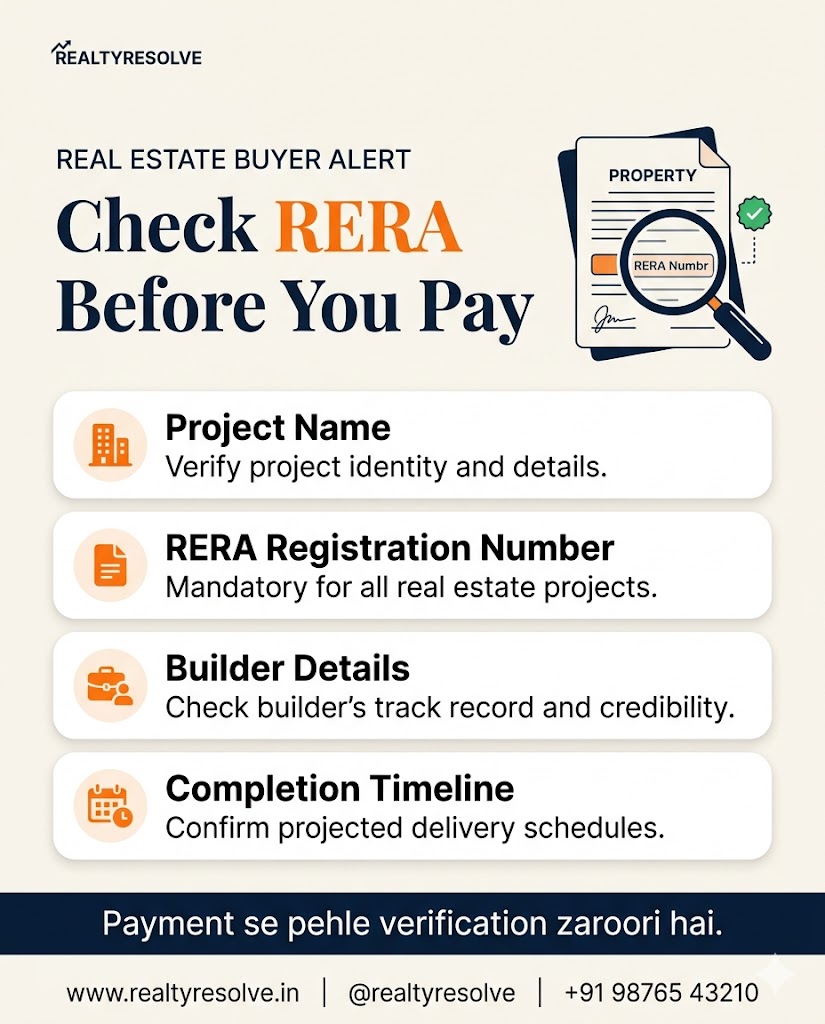 REALTYRESOLVE
REAL ESTATE BUYER ALERT
Check RERA
Before You Pay
PROPERTY
RERA Numbr
Project Name
Verify project identity and details.
RERA Registration Number
Mandatory for all real estate projects.
Builder Details
Check builder’s track record and credibility.
Completion Timeline
Confirm projected delivery schedules.
Payment se pehle verification zaroori hai.
www.realtyresolve.in | @realtyresolve | +91 98765 43210